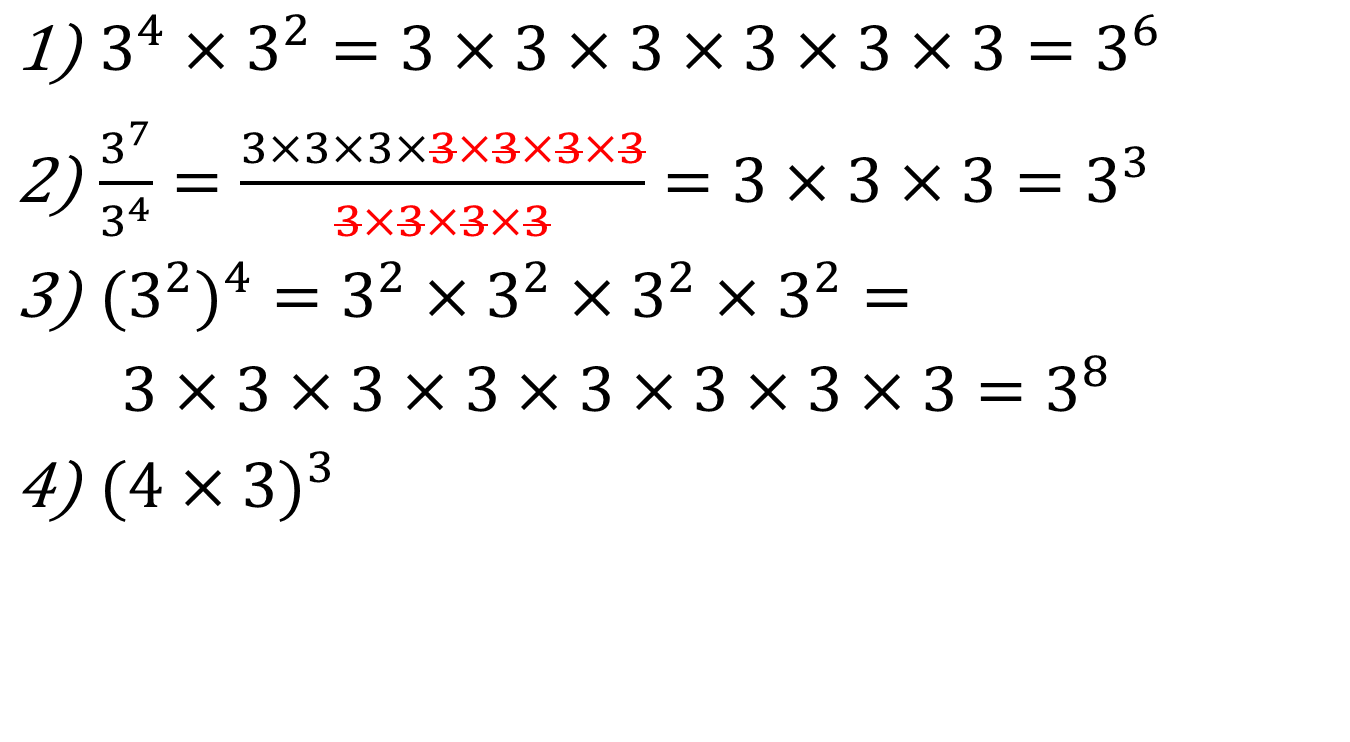 1) 3⁴ × 3² = 3 × 3 × 3 × 3 × 3 × 3 = 3⁶
2) 3⁷/3⁴ = (3×3×3×3×3×3×3)/(3×3×3×3) = 3 × 3 × 3 = 3³
3) (3²)⁴ = 3² × 3² × 3² × 3² =
3 × 3 × 3 × 3 × 3 × 3 × 3 × 3 = 3⁸
4) (4 × 3)³